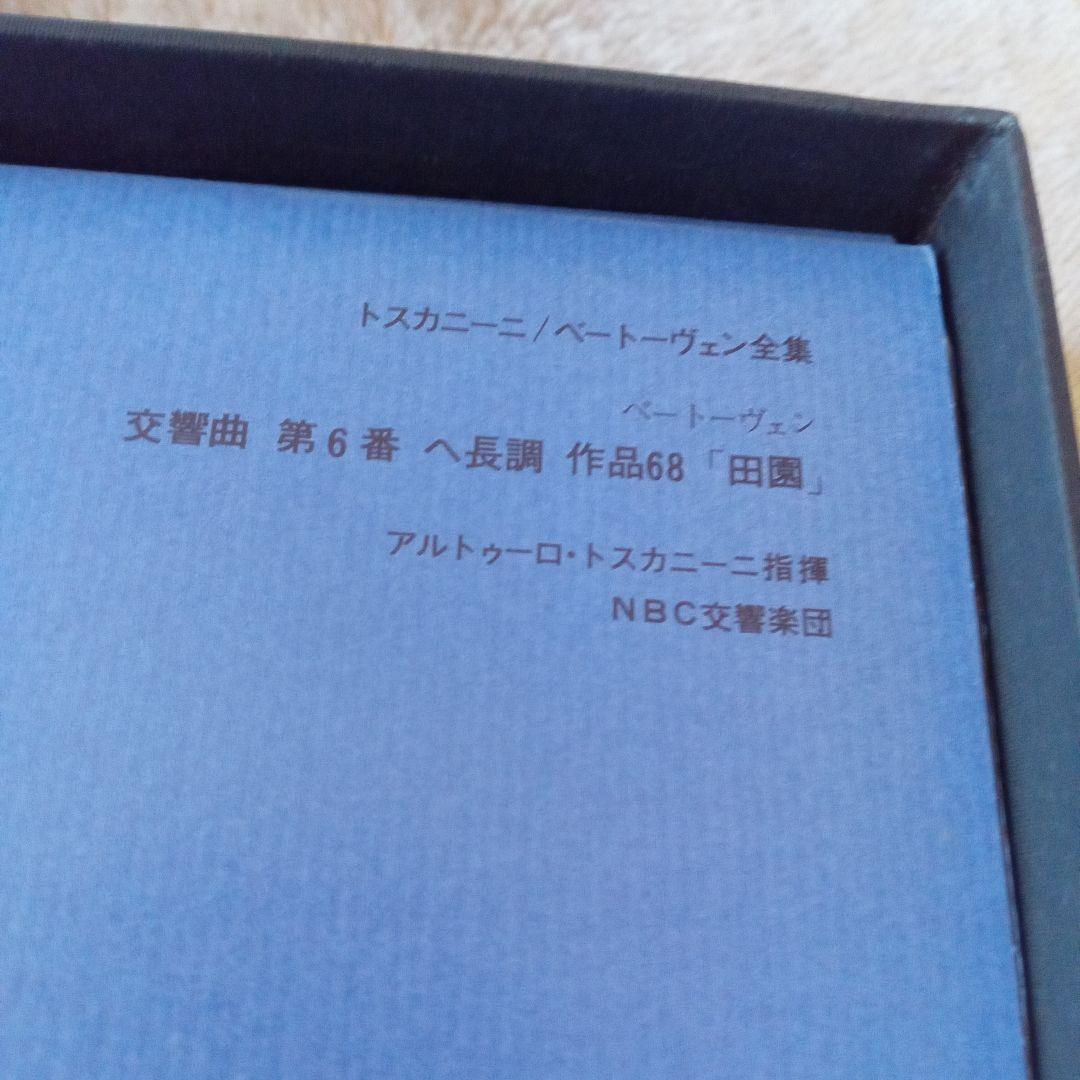 トスカニーニ/ベートーヴェン全集
ベートーヴェン
交響曲 第6番 ヘ長調 作品68「田園」
アルトゥーロ・トスカニーニ指揮
NBC交響楽団